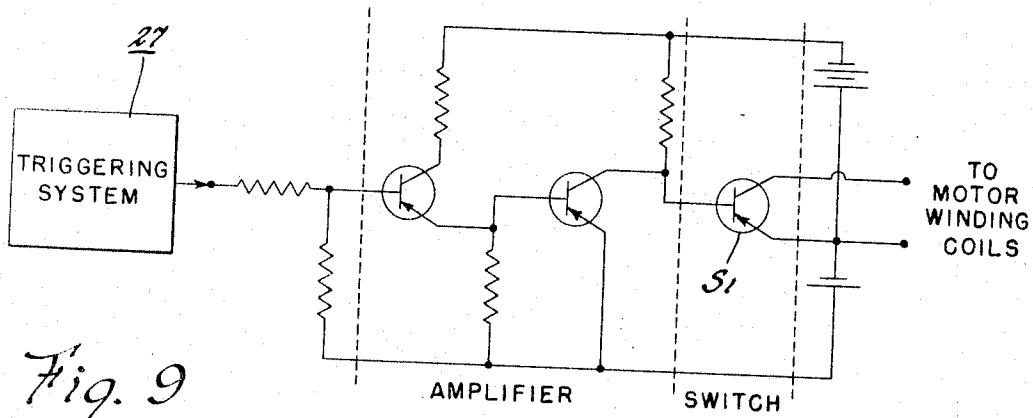 27
TRIGGERING
SYSTEM
TO
MOTOR
WINDING
COILS
S1
Fig. 9
AMPLIFIER
SWITCH